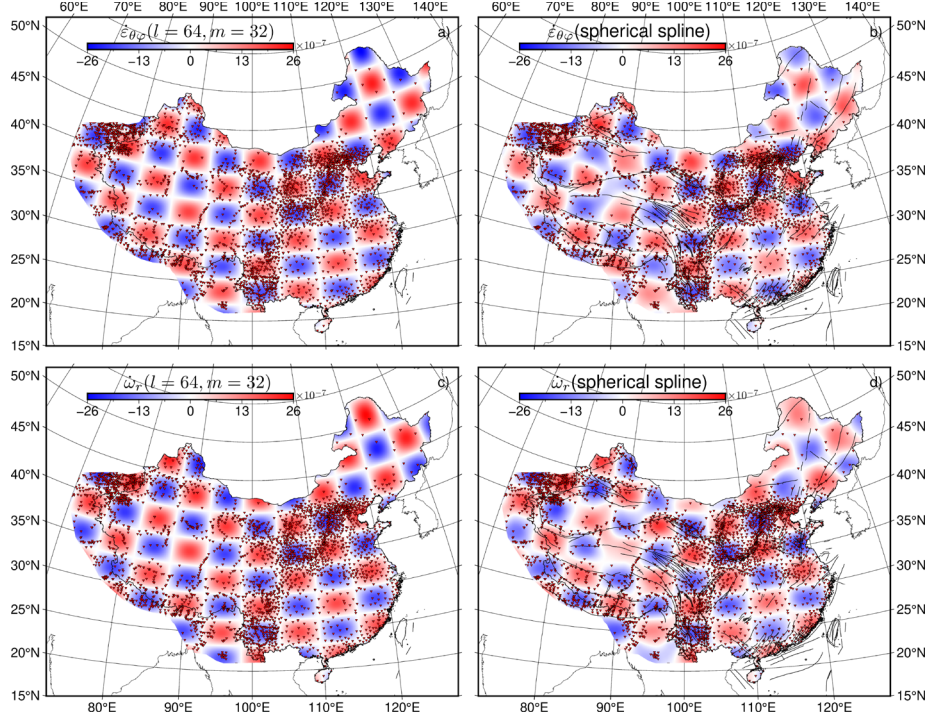 60°E 70°E 80°E 90°E 100°E 110°E 120°E 130°E 140°E
60°E 70°E 80°E 90°E 100°E 110°E 120°E 130°E 140°E
ε̇θφ(l = 64, m = 32) a)
ε̇θφ(spherical spline) b)
×10⁻⁷
−26 −13 0 13 26
×10⁻⁷
−26 −13 0 13 26
50°N
45°N
40°N
35°N
30°N
25°N
20°N
15°N
50°N
45°N
40°N
35°N
30°N
25°N
20°N
15°N
ω̇r(l = 64, m = 32) c)
ω̇r(spherical spline) d)
×10⁻⁷
−26 −13 0 13 26
×10⁻⁷
−26 −13 0 13 26
50°N
45°N
40°N
35°N
30°N
25°N
20°N
15°N
50°N
45°N
40°N
35°N
30°N
25°N
20°N
15°N
80°E 90°E 100°E 110°E 120°E
80°E 90°E 100°E 110°E 120°E